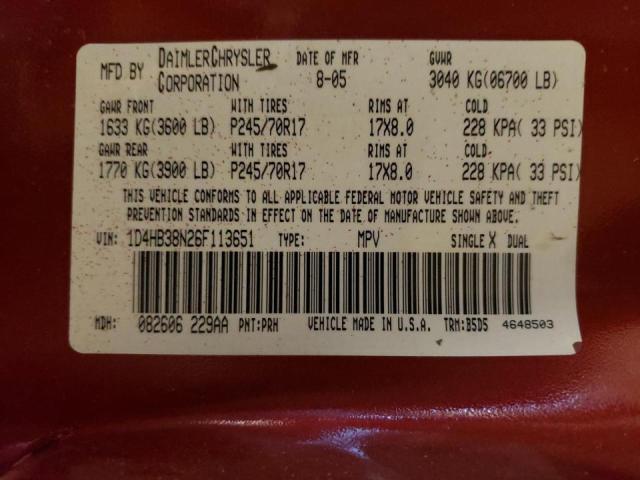 MFD BY DAIMLERCHRYSLER CORPORATION DATE OF MFR 8-05 GVWR 3040 KG(06700 LB)
GAWR FRONT WITH TIRES RIMS AT COLD
1633 KG(3600 LB) P245/70R17 17X8.0 228 KPA( 33 PSI)
GAWR REAR WITH TIRES RIMS AT COLD
1770 KG(3900 LB) P245/70R17 17X8.0 228 KPA( 33 PSI)
THIS VEHICLE CONFORMS TO ALL APPLICABLE FEDERAL MOTOR VEHICLE SAFETY AND THEFT
PREVENTION STANDARDS IN EFFECT ON THE DATE OF MANUFACTURE SHOWN ABOVE.
VIN: 1D4HB38N26F113651 TYPE: MPV SINGLE X DUAL
MDH: 082606 229AA PNT:PRH VEHICLE MADE IN U.S.A. TRM:B5D5 4648503